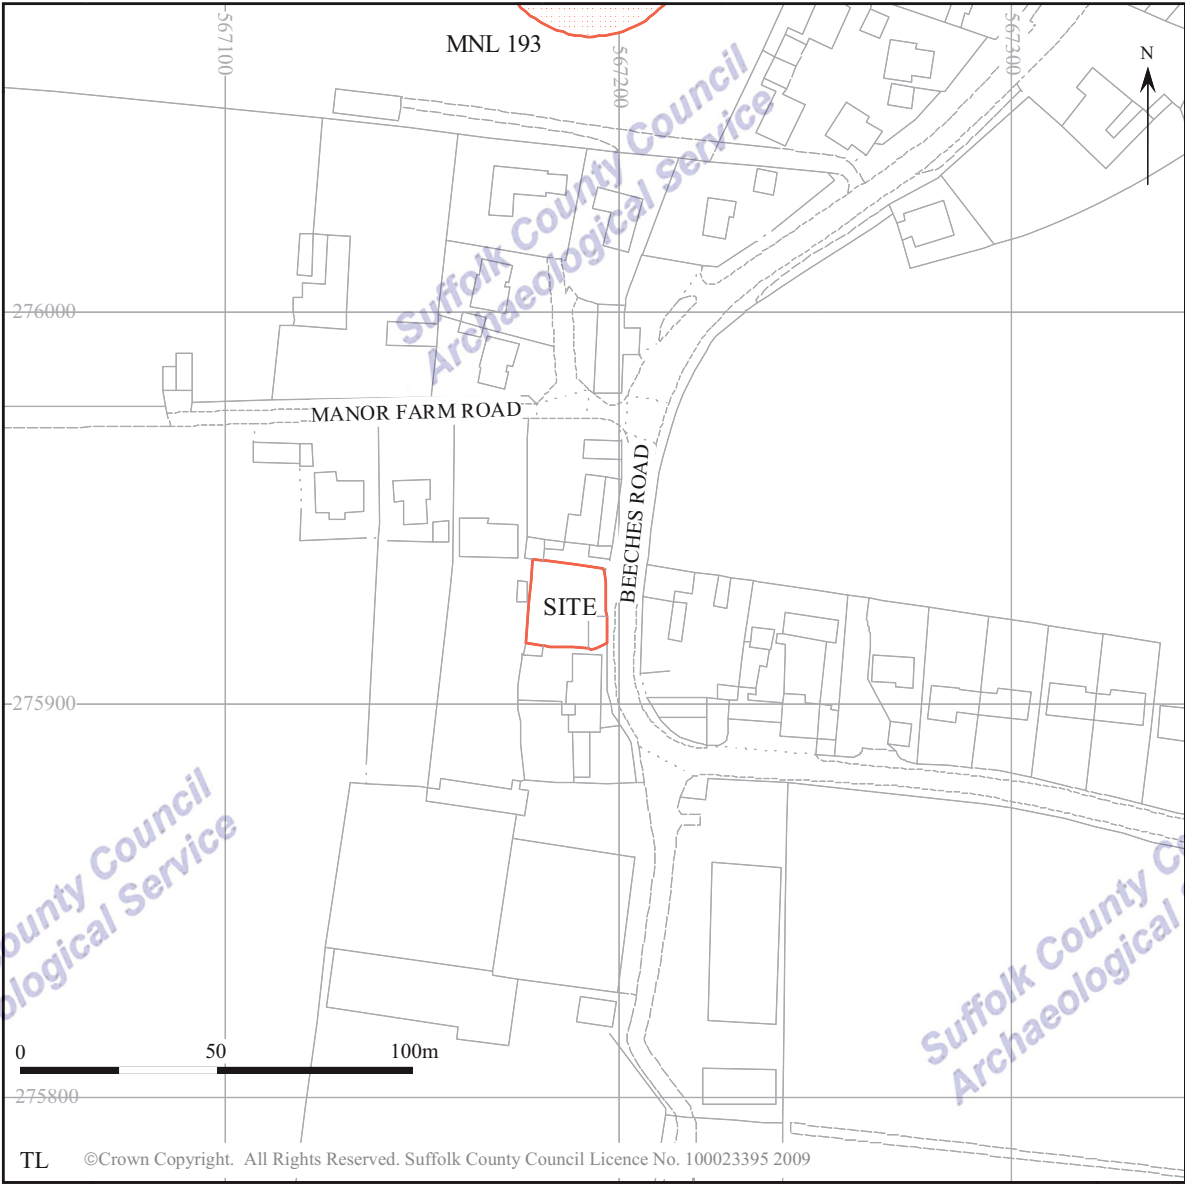 567100
MNL 193
567200
567300
N
Suffolk County Council
Archaeological Service
276000
MANOR FARM ROAD
BEECHES ROAD
SITE
275900
ounty Council
ological Service
Suffolk County C
Archaeological
0 50 100m
275800
TL ©Crown Copyright. All Rights Reserved. Suffolk County Council Licence No. 100023395 2009